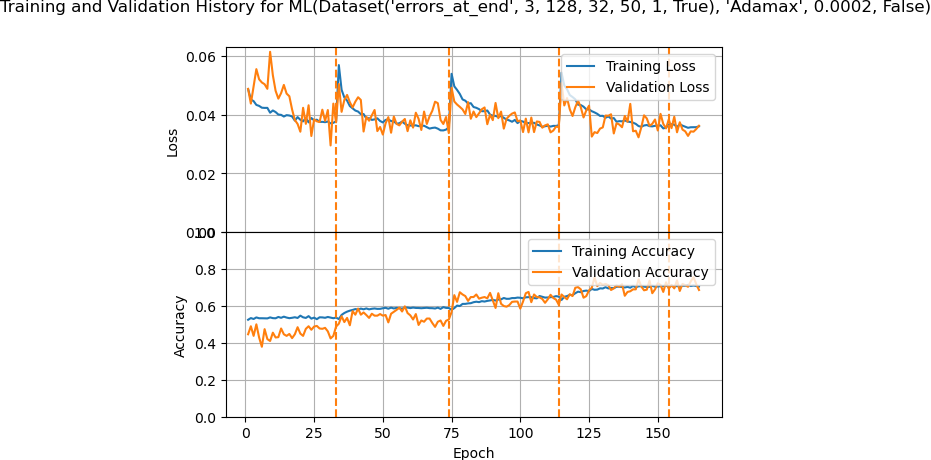 Training and Validation History for ML(Dataset('errors_at_end', 3, 128, 32, 50, 1, True), 'Adamax', 0.0002, False)
0.06
0.04
0.02
0.00
Loss
Training Loss
Validation Loss
1.0
0.8
0.6
0.4
0.2
0.0
Accuracy
Training Accuracy
Validation Accuracy
0 25 50 75 100 125 150
Epoch